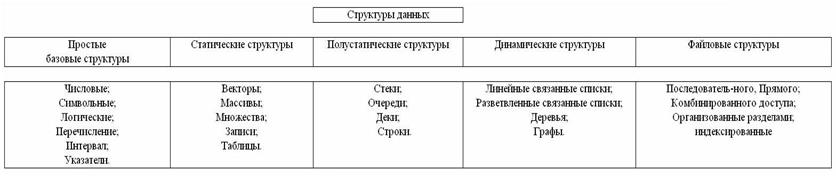 Структуры данных
Простые
базовые структуры
Статические структуры
Полустатические структуры
Динамические структуры
Файловые структуры
Числовые;
Символьные;
Логические;
Перечисление;
Интервал;
Указатели.
Векторы;
Массивы;
Множества;
Записи;
Таблицы.
Стеки;
Очереди;
Деки;
Строки.
Линейные связанные списки;
Разветвленные связанные списки;
Деревья;
Графы.
Последователь-ного, Прямого;
Комбинированного доступа;
Организованные разделами;
индексированные